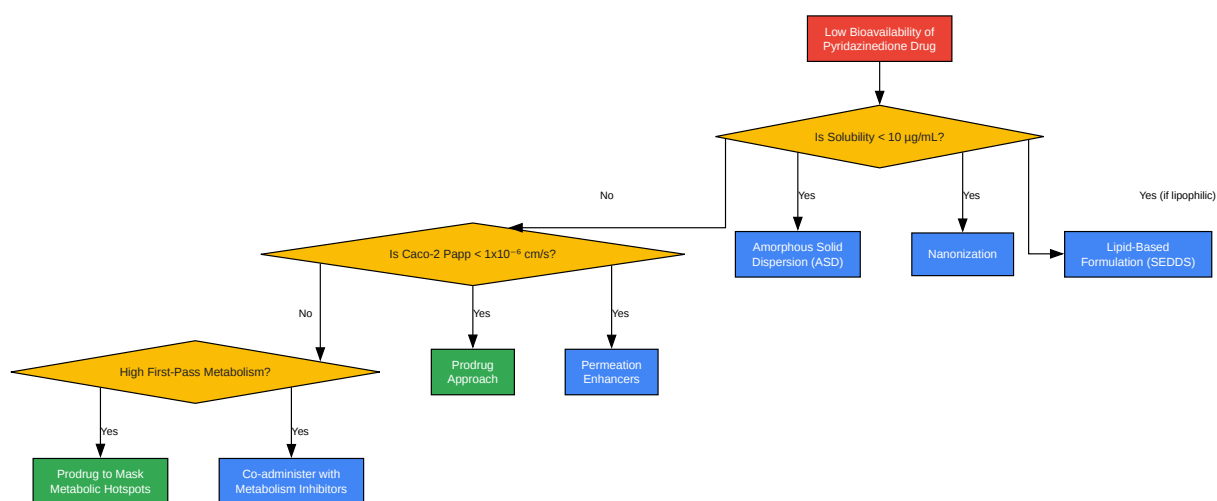 Low Bioavailability of
Pyridazinedione Drug
Is Solubility < 10 µg/mL?
No
Yes
Yes
Yes (if lipophilic)
Is Caco-2 Papp < 1x10⁻⁶ cm/s?
Amorphous Solid
Dispersion (ASD)
Nanonization
Lipid-Based
Formulation (SEDDS)
No
Yes
Yes
High First-Pass Metabolism?
Prodrug
Approach
Permeation
Enhancers
Yes
Yes
Prodrug to Mask
Metabolic Hotspots
Co-administer with
Metabolism Inhibitors